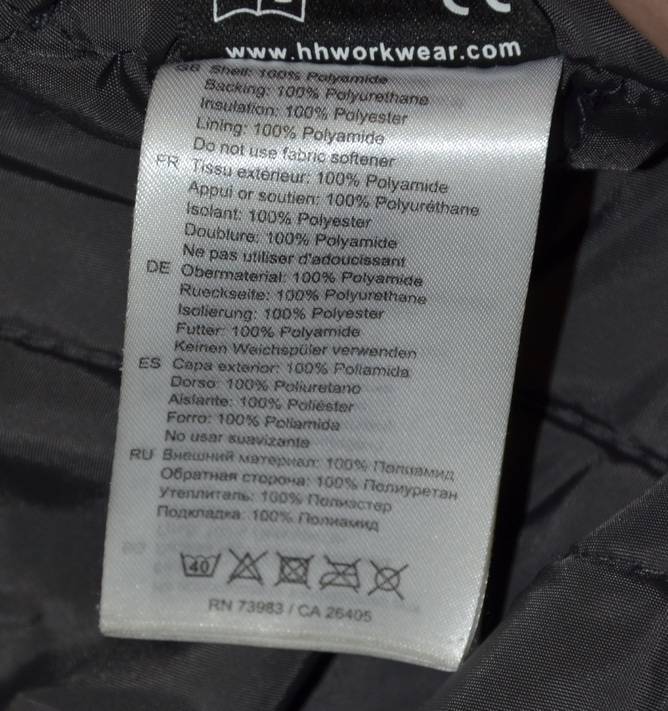 www.hhworkwear.com
GB Shell: 100% Polyamide
Backing: 100% Polyurethane
Insulation: 100% Polyester
Lining: 100% Polyamide
Do not use fabric softener
FR Tissu extérieur: 100% Polyamide
Appui or soutien: 100% Polyuréthane
Isolant: 100% Polyester
Doublure: 100% Polyamide
Ne pas utiliser d'adoucissant
DE Obermaterial: 100% Polyamide
Rueckseite: 100% Polyurethane
Isolierung: 100% Polyester
Futter: 100% Polyamide
Keinen Weichspüler verwenden
ES Capa exterior: 100% Poliamida
Dorso: 100% Poliuretano
Aislante: 100% Poliéster
Forro: 100% Poliamida
No usar suavizante
RU Внешний материал: 100% Полиамид
Обратная сторона: 100% Полиуретан
Утеплитель: 100% Полиэстер
Подкладка: 100% Полиамид
40
RN 73983 / CA 26405